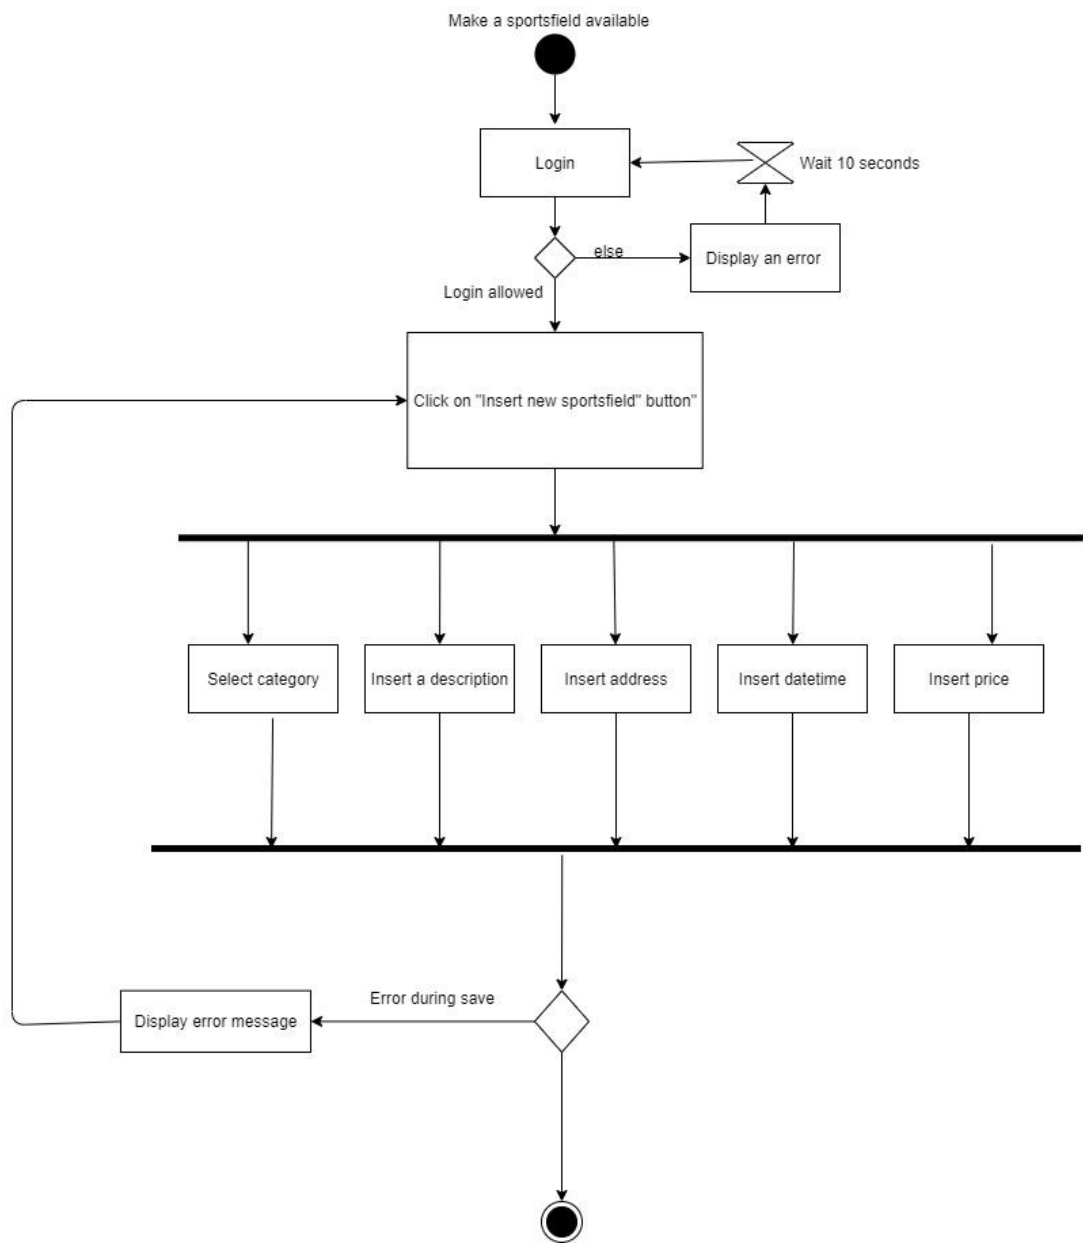 Make a sportsfield available
Login
Wait 10 seconds
else
Display an error
Login allowed
Click on "Insert new sportsfield" button"
Select category
Insert a description
Insert address
Insert datetime
Insert price
Error during save
Display error message